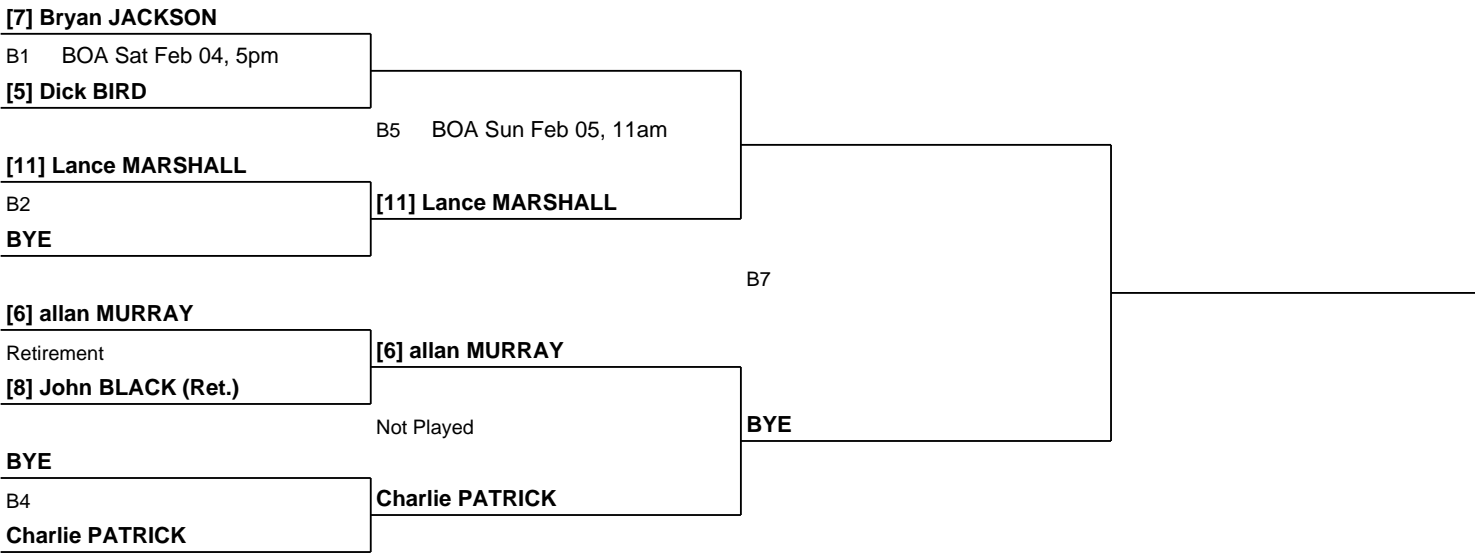 [7] Bryan JACKSON
B1 BOA Sat Feb 04, 5pm
[5] Dick BIRD
B5 BOA Sun Feb 05, 11am
[11] Lance MARSHALL
B2
[11] Lance MARSHALL
BYE
B7
[6] allan MURRAY
Retirement
[6] allan MURRAY
[8] John BLACK (Ret.)
Not Played
BYE
BYE
B4
Charlie PATRICK
Charlie PATRICK